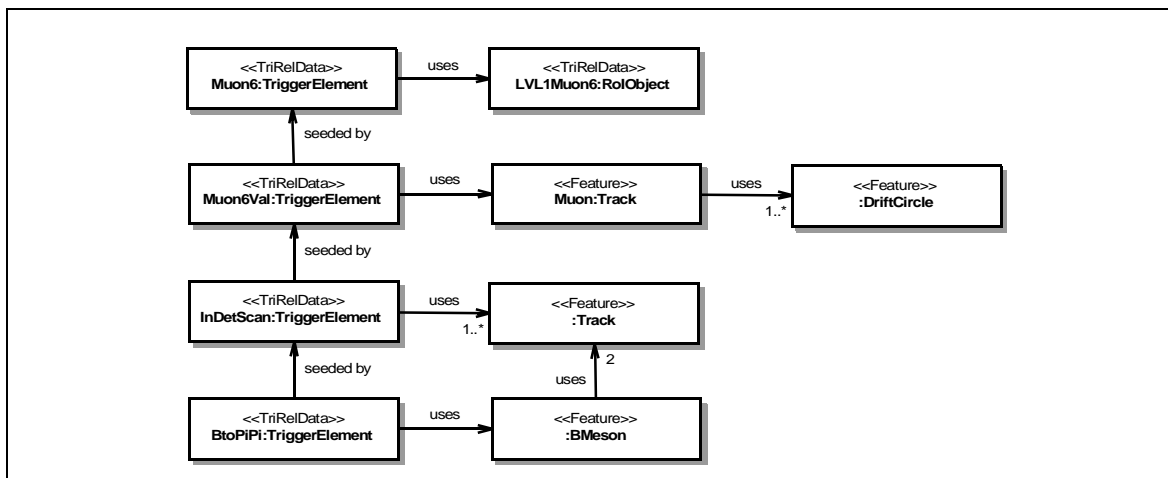 <<TriRelData>>
Muon6:TriggerElement
uses
<<TriRelData>>
LVL1Muon6:RoIObject
seeded by
<<TriRelData>>
Muon6Val:TriggerElement
uses
<<Feature>>
Muon:Track
uses
1..*
<<Feature>>
:DriftCircle
seeded by
<<TriRelData>>
InDetScan:TriggerElement
uses
1..*
<<Feature>>
:Track
seeded by
2
uses
<<TriRelData>>
BtoPiPi:TriggerElement
uses
<<Feature>>
:BMeson